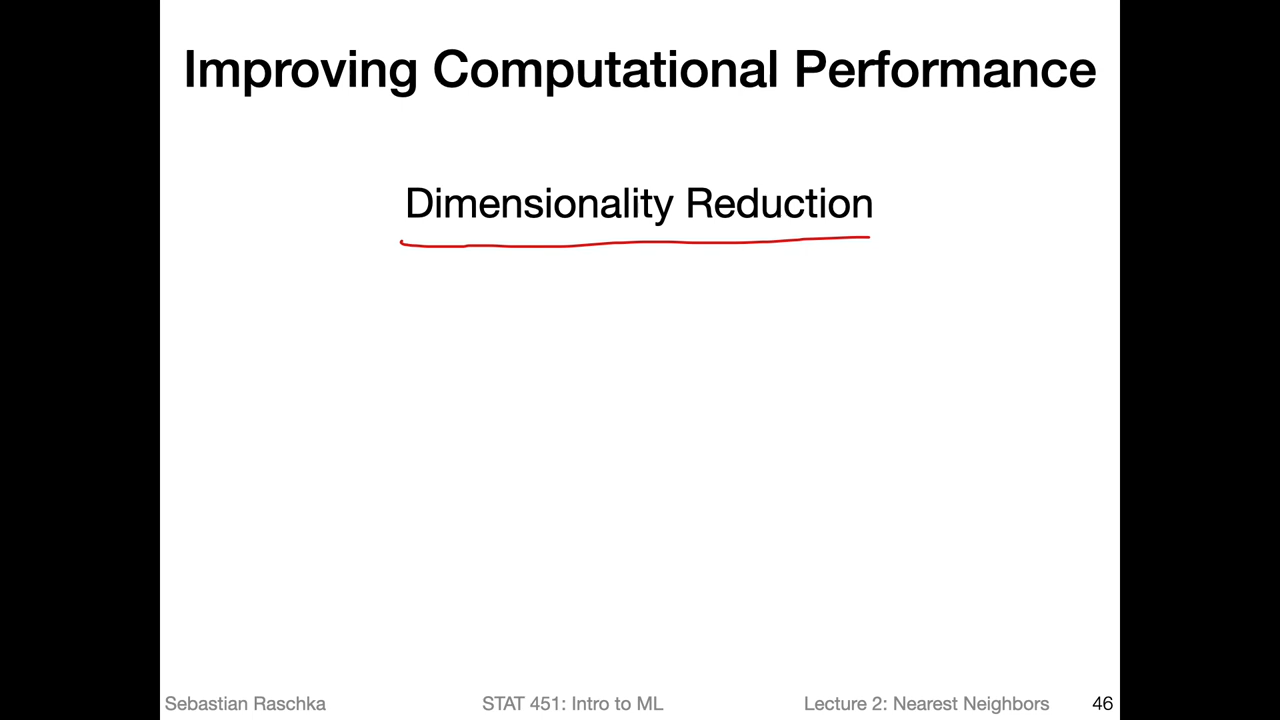 Improving Computational Performance
Dimensionality Reduction
Sebastian Raschka STAT 451: Intro to ML Lecture 2: Nearest Neighbors 46